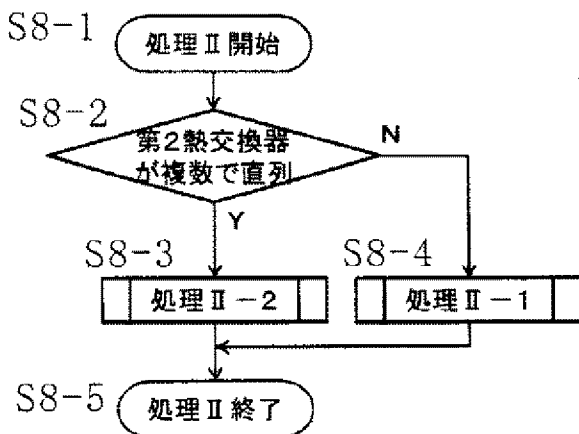 S8-1
処理Ⅱ開始
S8-2
第2熱交換器
が複数で直列
N
Y
S8-3
S8-4
処理Ⅱ-2
処理Ⅱ-1
S8-5
処理Ⅱ終了